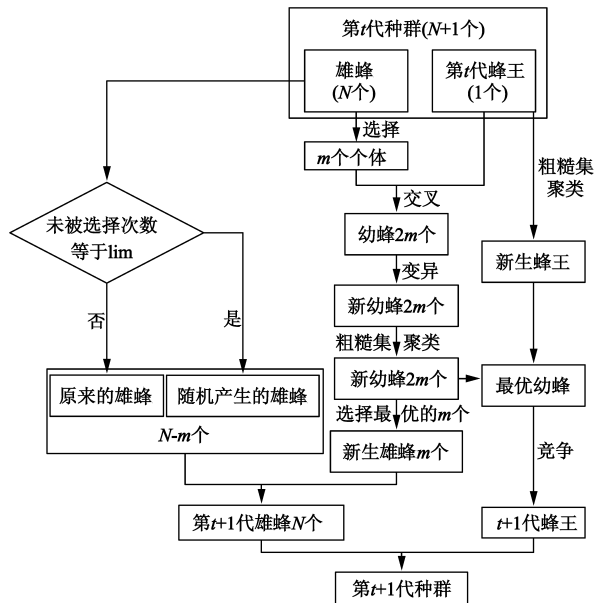 第t代种群(N+1个)
雄蜂
(N个)
第t代蜂王
(1个)
选择
m个个体
粗糙集
聚类
交叉
未被选择次数
等于lim
幼蜂2m个
新生蜂王
变异
新幼蜂2m个
否
是
粗糙集 聚类
原来的雄蜂
随机产生的雄蜂
N-m个
新幼蜂2m个
最优幼蜂
选择最 优的m个
新生雄蜂m个
竞争
第t+1代雄蜂N个
t+1代蜂王
第t+1代种群